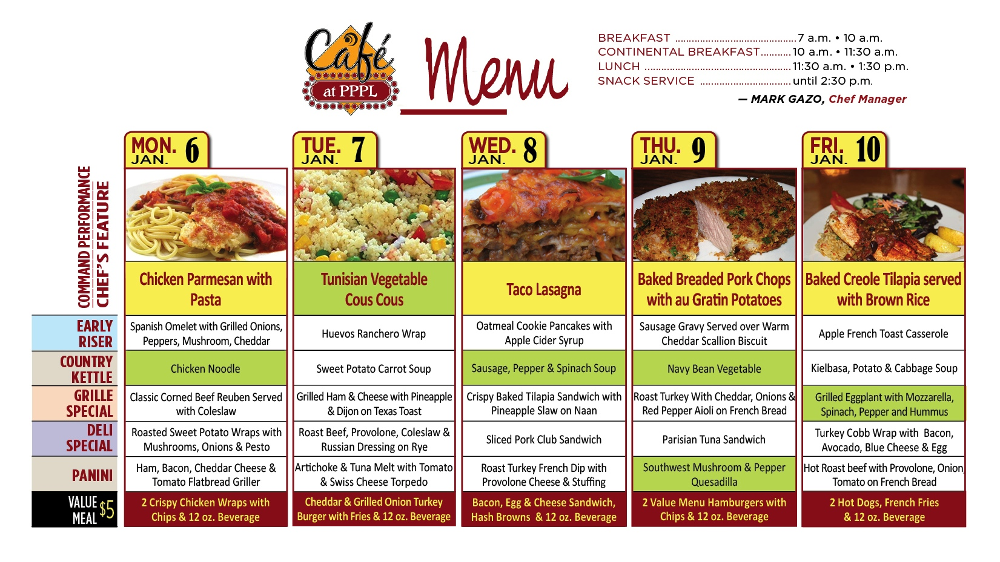 Café
at PPPL
Menu
BREAKFAST ............................................7 a.m. • 10 a.m.
CONTINENTAL BREAKFAST...........10 a.m. • 11:30 a.m.
LUNCH .....................................................11:30 a.m. • 1:30 p.m.
SNACK SERVICE .................................until 2:30 p.m.
— MARK GAZO, Chef Manager
MON. 6
JAN.
TUE. 7
JAN.
WED. 8
JAN.
THU. 9
JAN.
FRI. 10
JAN.
COMMAND PERFORMANCE
CHEF'S FEATURE
Chicken Parmesan with
Pasta
Tunisian Vegetable
Cous Cous
Taco Lasagna
Baked Breaded Pork Chops
with au Gratin Potatoes
Baked Creole Tilapia served
with Brown Rice
EARLY
RISER
Spanish Omelet with Grilled Onions,
Peppers, Mushroom, Cheddar
Huevos Ranchero Wrap
Oatmeal Cookie Pancakes with
Apple Cider Syrup
Sausage Gravy Served over Warm
Cheddar Scallion Biscuit
Apple French Toast Casserole
COUNTRY
KETTLE
Chicken Noodle
Sweet Potato Carrot Soup
Sausage, Pepper & Spinach Soup
Navy Bean Vegetable
Kielbasa, Potato & Cabbage Soup
GRILLE
SPECIAL
Classic Corned Beef Reuben Served
with Coleslaw
Grilled Ham & Cheese with Pineapple
& Dijon on Texas Toast
Crispy Baked Tilapia Sandwich with
Pineapple Slaw on Naan
Roast Turkey With Cheddar, Onions &
Red Pepper Aioli on French Bread
Grilled Eggplant with Mozzarella,
Spinach, Pepper and Hummus
DELI
SPECIAL
Roasted Sweet Potato Wraps with
Mushrooms, Onions & Pesto
Roast Beef, Provolone, Coleslaw &
Russian Dressing on Rye
Sliced Pork Club Sandwich
Parisian Tuna Sandwich
Turkey Cobb Wrap with Bacon,
Avocado, Blue Cheese & Egg
PANINI
Ham, Bacon, Cheddar Cheese &
Tomato Flatbread Griller
Artichoke & Tuna Melt with Tomato
& Swiss Cheese Torpedo
Roast Turkey French Dip with
Provolone Cheese & Stuffing
Southwest Mushroom & Pepper
Quesadilla
Hot Roast beef with Provolone, Onion,
Tomato on French Bread
VALUE
MEAL $5
2 Crispy Chicken Wraps with
Chips & 12 oz. Beverage
Cheddar & Grilled Onion Turkey
Burger with Fries & 12 oz. Beverage
Bacon, Egg & Cheese Sandwich,
Hash Browns & 12 oz. Beverage
2 Value Menu Hamburgers with
Chips & 12 oz. Beverage
2 Hot Dogs, French Fries
& 12 oz. Beverage